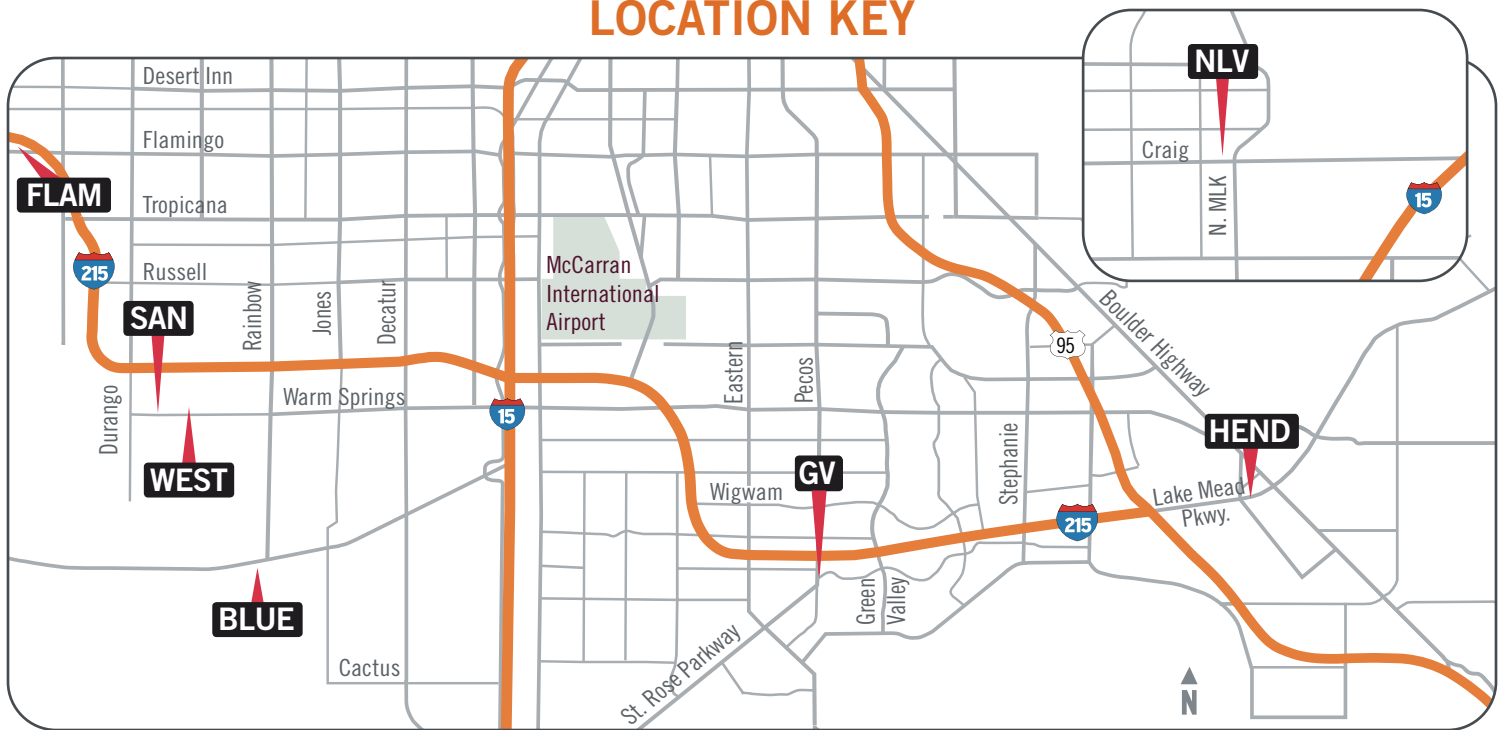 LOCATION KEY
NLV
Craig
N. MLK
15
Desert Inn
Flamingo
FLAM
Tropicana
215
Russell
McCarran
International
Airport
SAN
Rainbow
Jones
Decatur
Durango
Warm Springs
15
WEST
Eastern
Pecos
95
Boulder Highway
HEND
GV
Wigwam
Stephanie
215
Lake Mead
Pkwy.
BLUE
Green
Valley
St. Rose Parkway
Cactus
N